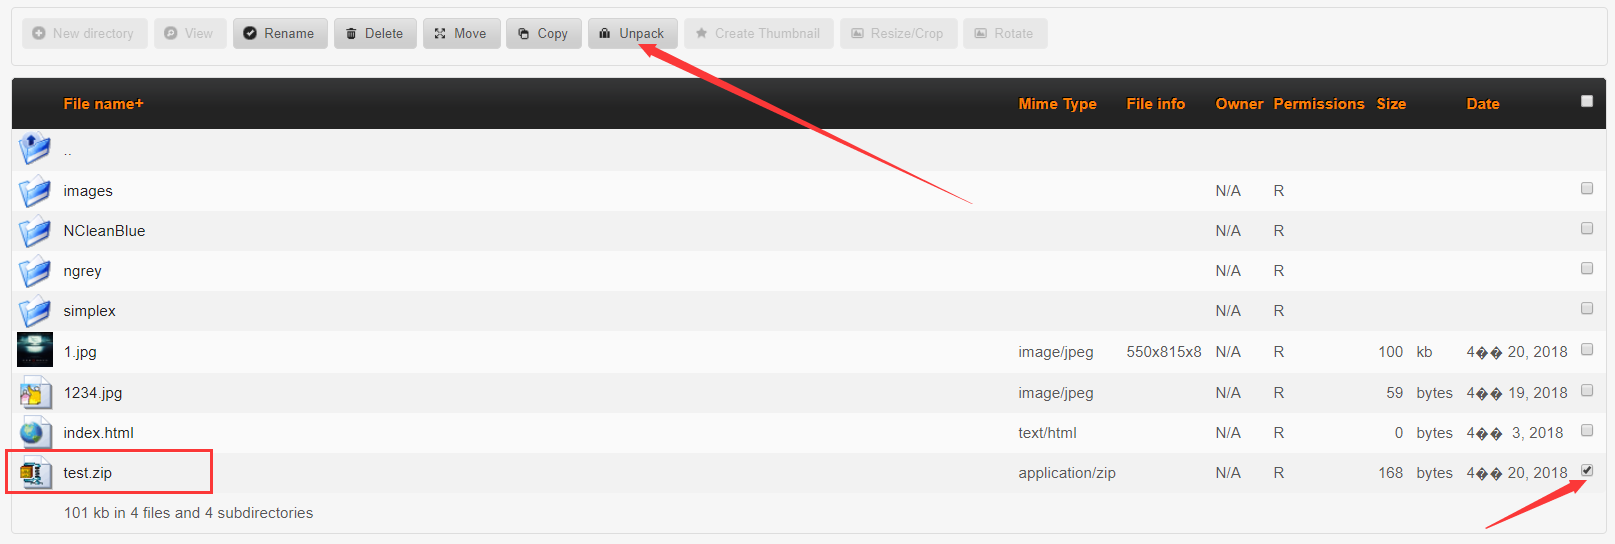 New directory View Rename Delete Move Copy Unpack Create Thumbnail Resize/Crop Rotate
File name+ Mime Type File info Owner Permissions Size Date
..
images N/A R
NCleanBlue N/A R
ngrey N/A R
simplex N/A R
1.jpg image/jpeg 550x815x8 N/A R 100 kb 4�� 20, 2018
1234.jpg image/jpeg N/A R 59 bytes 4�� 19, 2018
index.html text/html N/A R 0 bytes 4�� 3, 2018
test.zip application/zip N/A R 168 bytes 4�� 20, 2018
101 kb in 4 files and 4 subdirectories